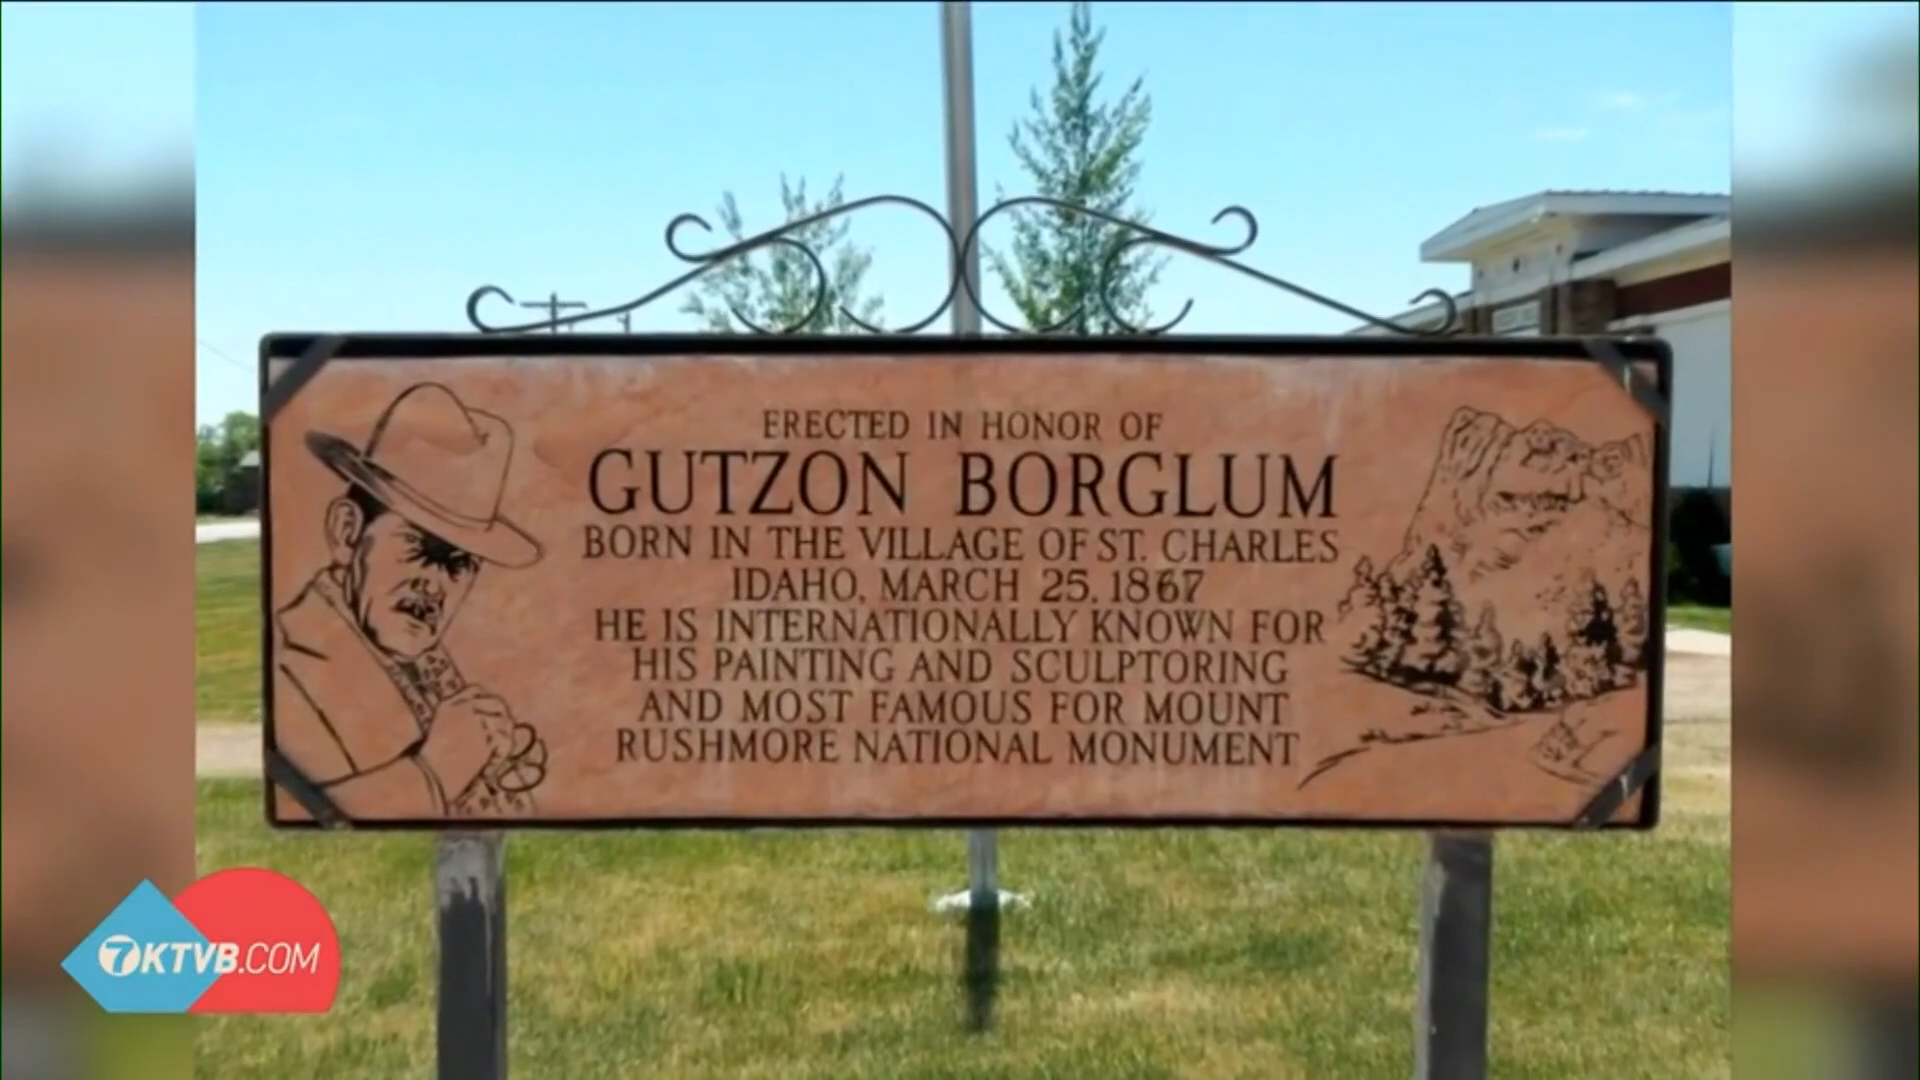 ERECTED IN HONOR OF
GUTZON BORGLUM
BORN IN THE VILLAGE OF ST. CHARLES
IDAHO, MARCH 25, 1867
HE IS INTERNATIONALLY KNOWN FOR
HIS PAINTING AND SCULPTORING
AND MOST FAMOUS FOR MOUNT
RUSHMORE NATIONAL MONUMENT
7KTVB.COM